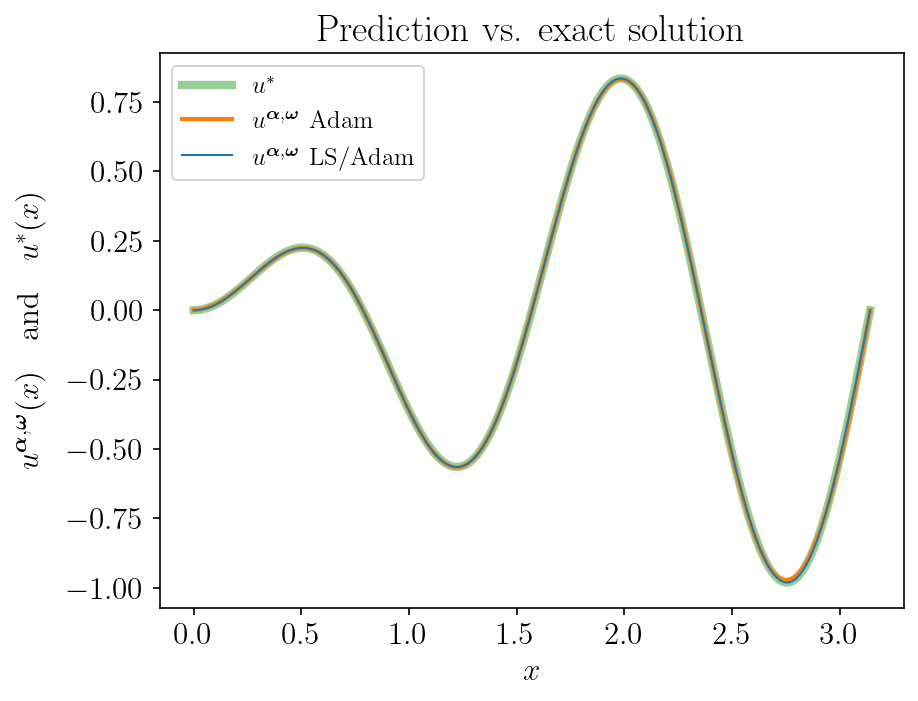 Prediction vs. exact solution
u*
u^{α,ω} Adam
u^{α,ω} LS/Adam
u^{α,ω}(x) and u*(x)
0.75
0.50
0.25
0.00
−0.25
−0.50
−0.75
−1.00
0.0 0.5 1.0 1.5 2.0 2.5 3.0
x